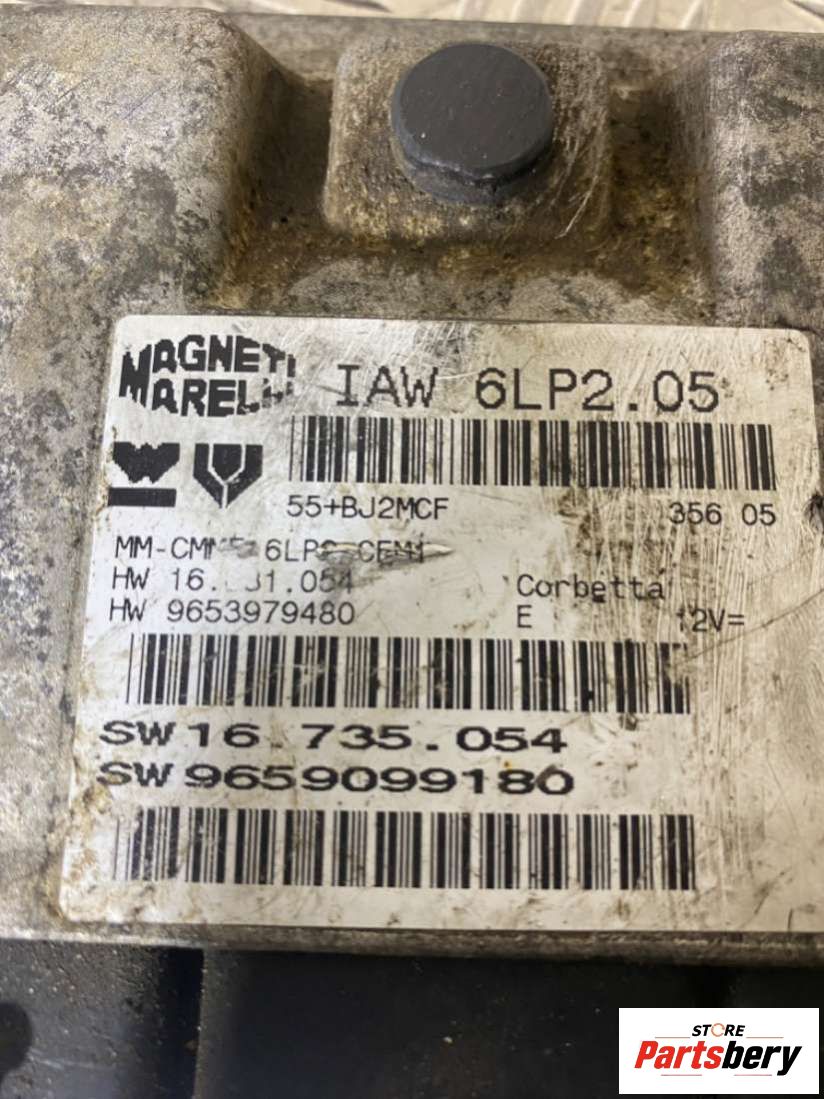 MAGNETI
MARELLI
IAW 6LP2.05
55+BJ2MCF 356 05
HW
Corbetta
HW 9653979480 E 12V=
SW 16.735.054
SW 9659099180
STORE
Partsbery